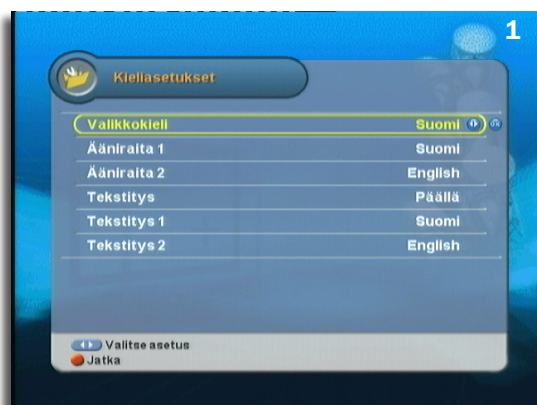 1
Kieliasetukset
Valikkokieli Suomi
Ääniraita 1 Suomi
Ääniraita 2 English
Tekstitys Päällä
Tekstitys 1 Suomi
Tekstitys 2 English
Valitse asetus
Jatka